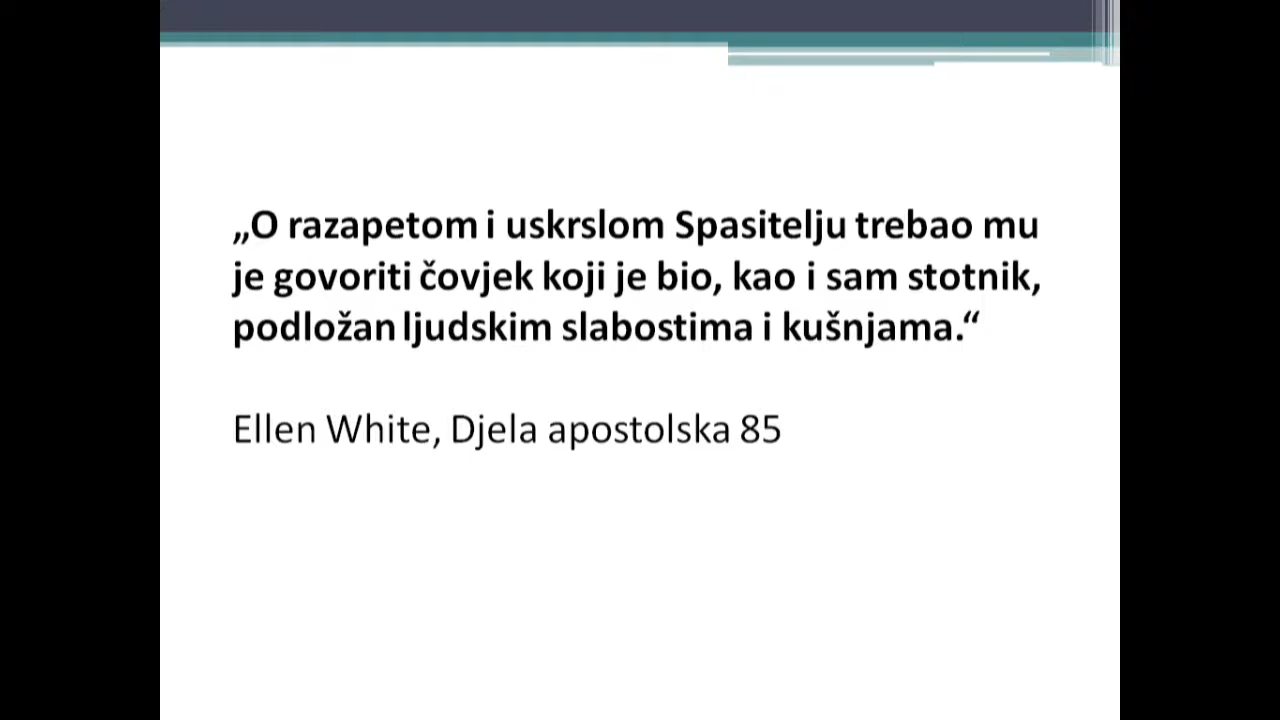 „O razapetom i uskrslom Spasitelju trebao mu
je govoriti čovjek koji je bio, kao i sam stotnik,
podložan ljudskim slabostima i kušnjama.“
Ellen White, Djela apostolska 85